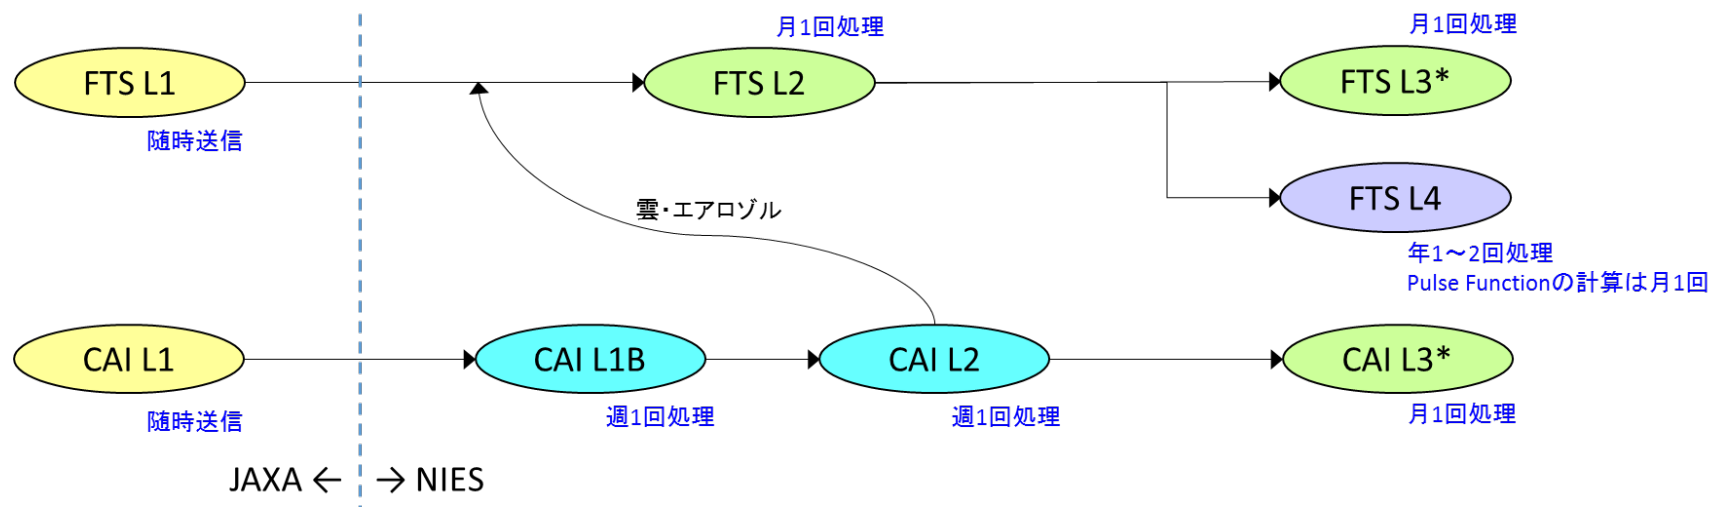 月1回処理
月1回処理
FTS L1
FTS L2
FTS L3*
随時送信
FTS L4
雲・エアロゾル
年1～2回処理
Pulse Functionの計算は月1回
CAI L1
CAI L1B
CAI L2
CAI L3*
随時送信
週1回処理
週1回処理
月1回処理
JAXA ← → NIES